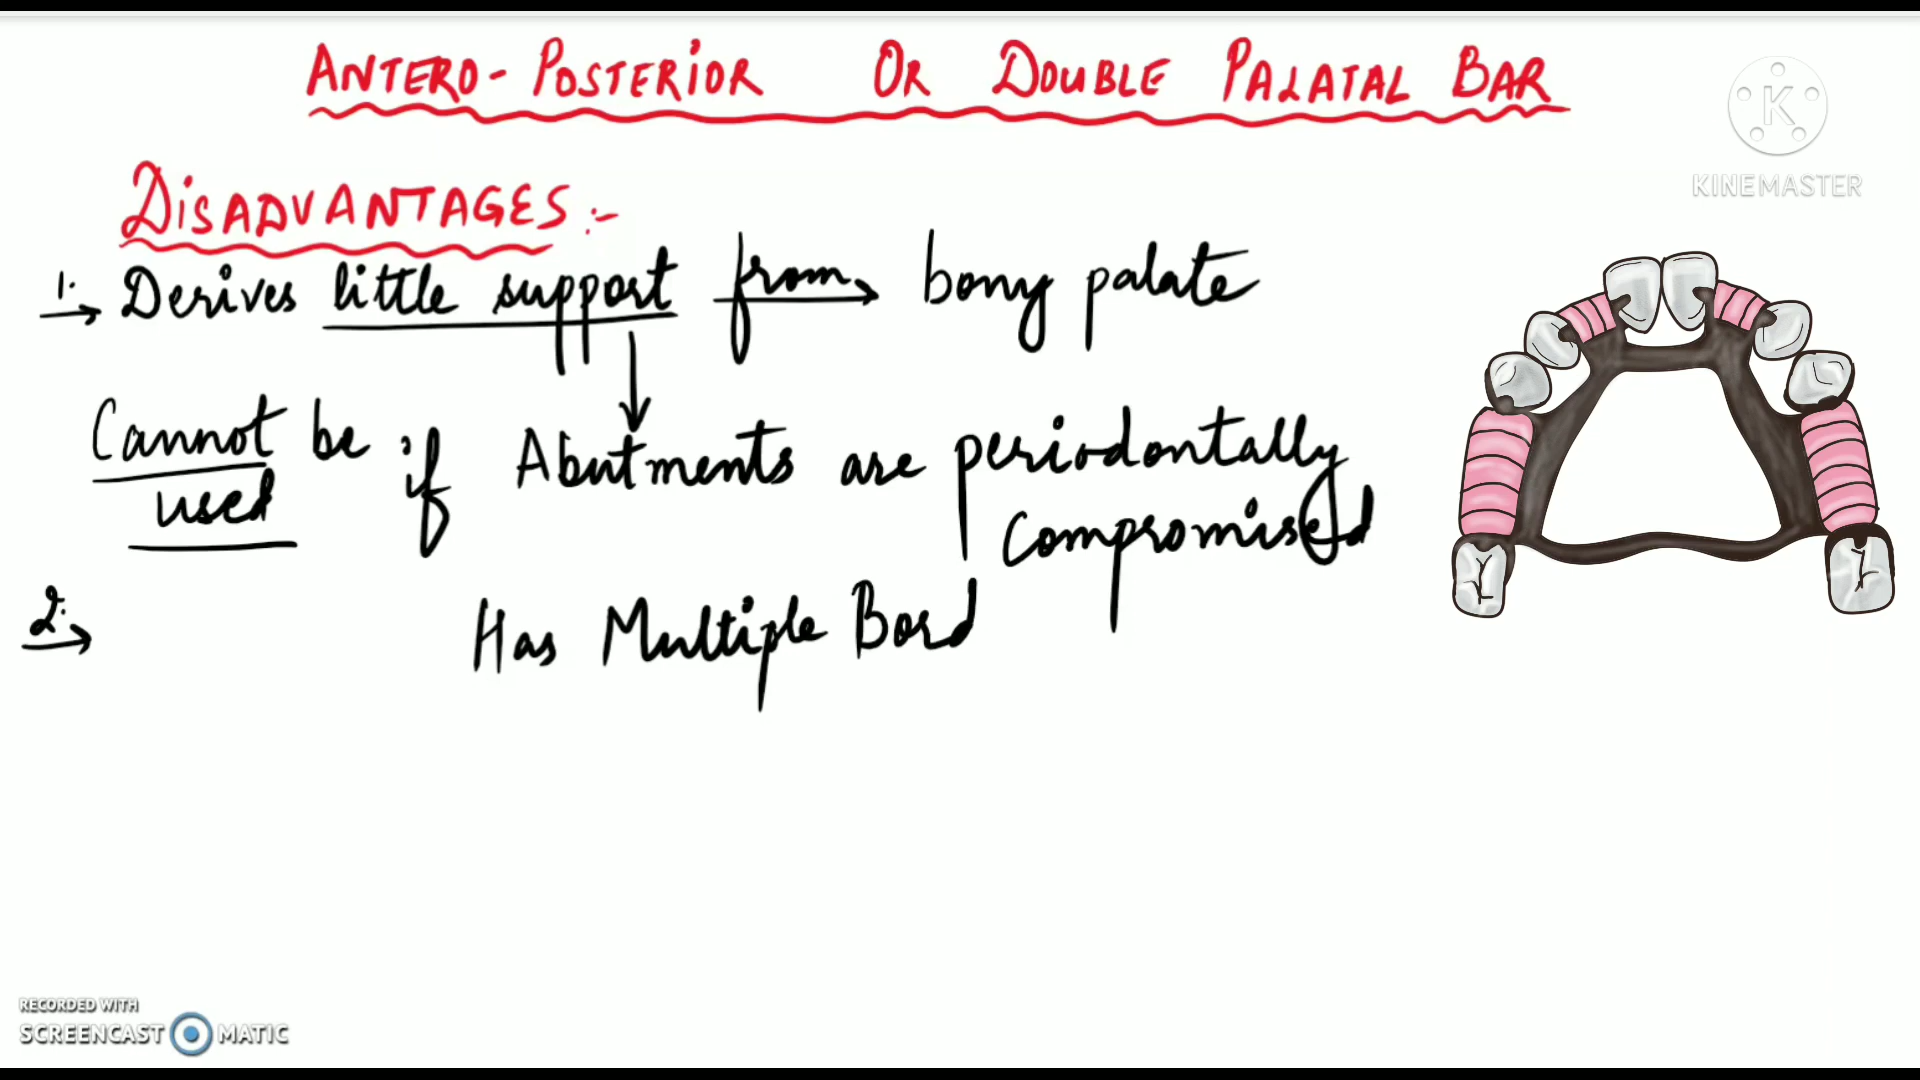 ANTERO-POSTERIOR OR DOUBLE PALATAL BAR
KINEMASTER
DISADVANTAGES :-
1. → Derives little support from → bony palate
Cannot be used if Abutments are periodontally compromised
2. → Has Multiple Bord
RECORDED WITH
SCREENCAST MATIC